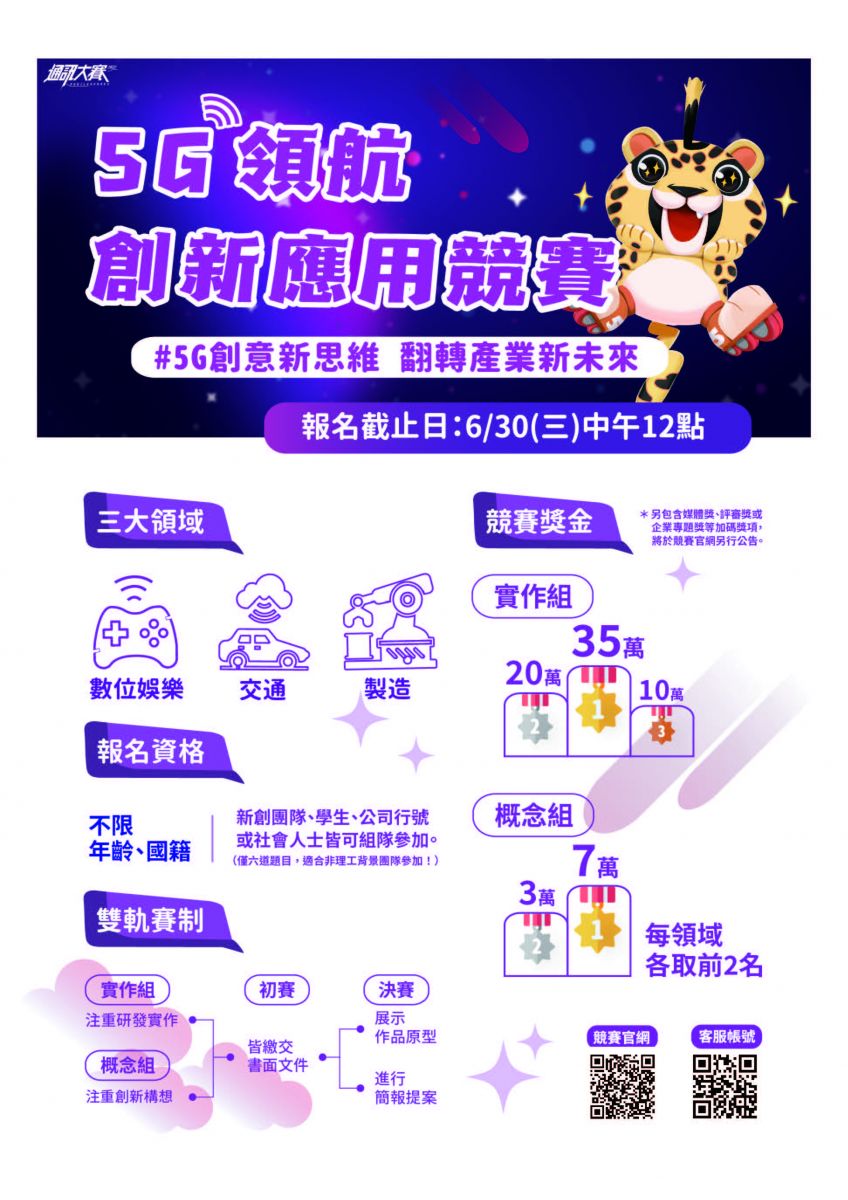 通訊大賽
5G 領航
創新應用競賽
#5G創意新思維 翻轉產業新未來
報名截止日:6/30(三)中午12點
三大領域
數位娛樂
交通
製造
報名資格
不限
年齡、國籍
新創團隊、學生、公司行號
或社會人士皆可組隊參加。
(僅六道題目，適合非理工背景團隊參加！)
雙軌賽制
實作組
注重研發實作
概念組
注重創新構想
初賽
皆繳交
書面文件
決賽
展示
作品原型
進行
簡報提案
競賽獎金
＊另包含媒體獎、評審獎或
企業專題獎等加碼獎項，
將於競賽官網另行公告。
實作組
35萬
20萬
10萬
1
2
3
概念組
7萬
3萬
1
2
每領域
各取前2名
競賽官網
客服帳號